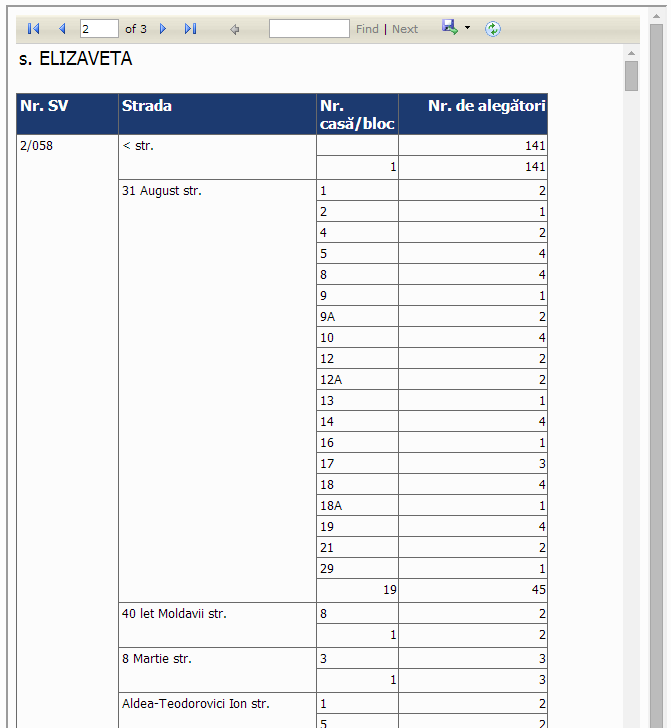 2 of 3 Find | Next
s. ELIZAVETA
Nr. SV Strada Nr. casă/bloc Nr. de alegători
2/058 < str. 141
1 141
31 August str. 1 2
2 1
4 2
5 4
8 4
9 1
9A 2
10 4
12 2
12A 2
13 1
14 4
16 1
17 3
18 4
18A 1
19 4
21 2
29 1
19 45
40 let Moldavii str. 8 2
1 2
8 Martie str. 3 3
1 3
Aldea-Teodorovici Ion str. 1 2
5 2